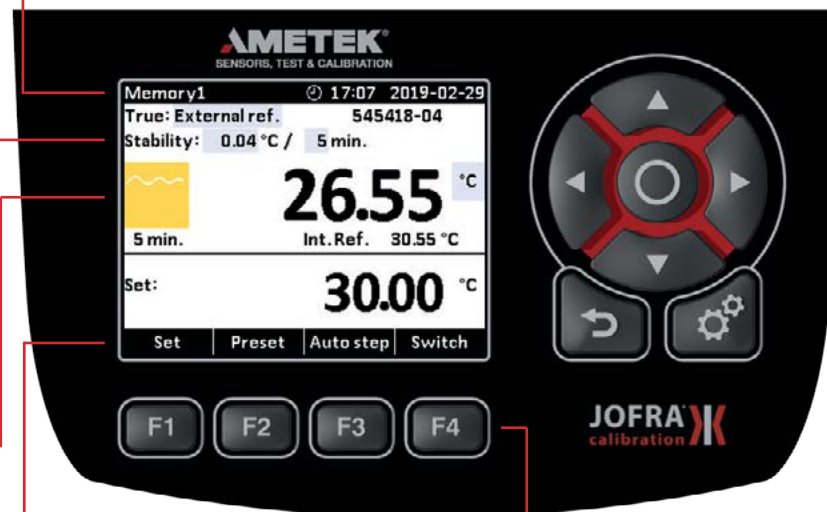 AMETEK®
SENSORS, TEST & CALIBRATION
Memory1 17:07 2019-02-29
True: External ref. 545418-04
Stability: 0.04 °C / 5 min.
26.55 °C
5 min. Int.Ref. 30.55 °C
Set: 30.00 °C
Set Preset Auto step Switch
F1 F2 F3 F4
JOFRA
calibration